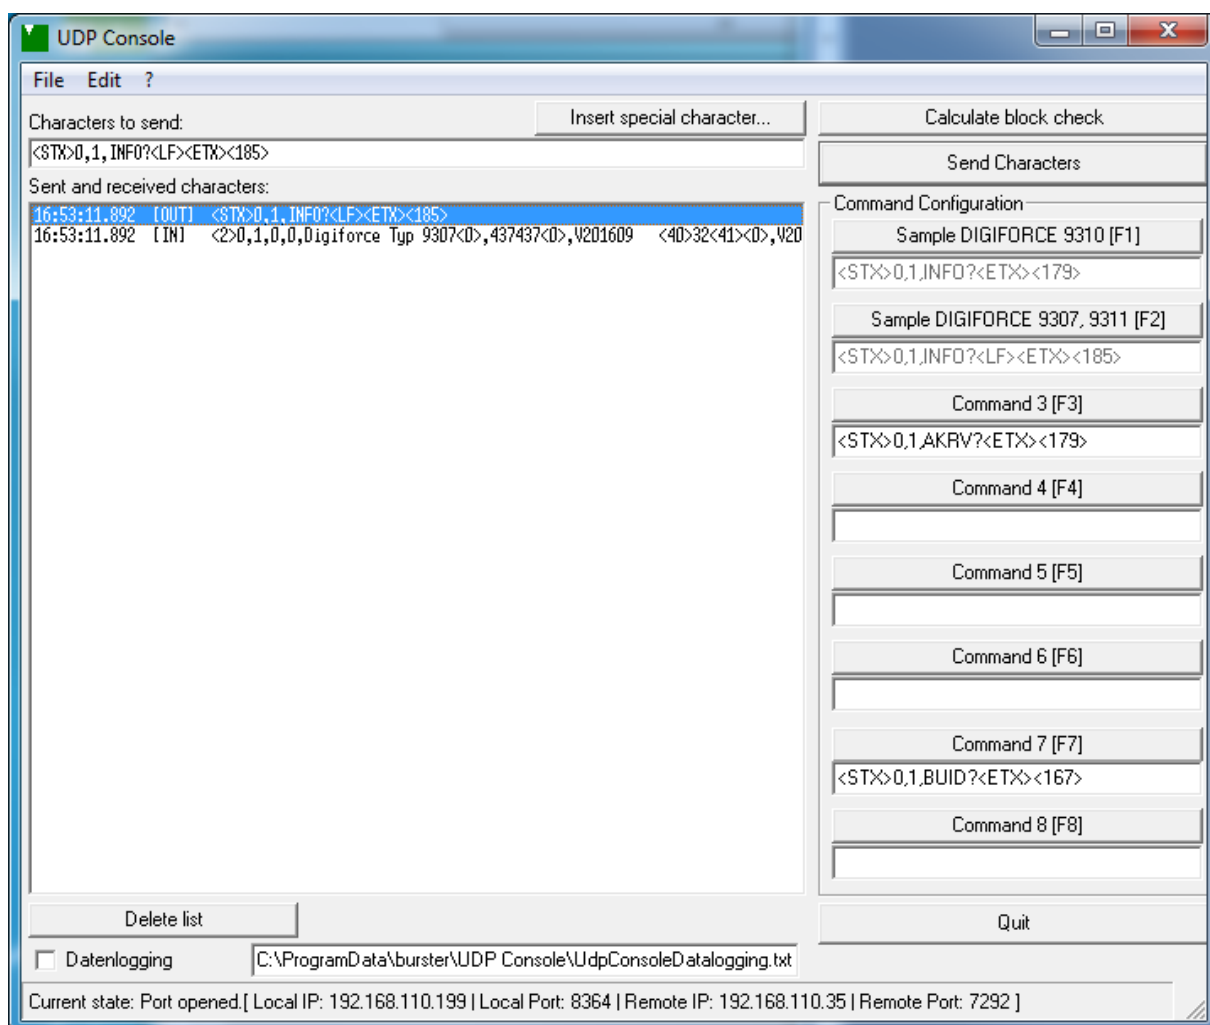 UDP Console
File Edit ?
Characters to send:
Insert special character...
<STX>0,1,INFO?<LF><ETX><185>
Sent and received characters:
16:53:11.892 [OUT] <STX>0,1,INFO?<LF><ETX><185>
16:53:11.892 [IN] <2>0,1,0,0,Digiforce Typ 9307<0>,437437<0>,V201609 <40>32<41><0>,V20
Calculate block check
Send Characters
Command Configuration
Sample DIGIFORCE 9310 [F1]
<STX>0,1,INFO?<ETX><179>
Sample DIGIFORCE 9307, 9311 [F2]
<STX>0,1,INFO?<LF><ETX><185>
Command 3 [F3]
<STX>0,1,AKRV?<ETX><179>
Command 4 [F4]
Command 5 [F5]
Command 6 [F6]
Command 7 [F7]
<STX>0,1,BUID?<ETX><167>
Command 8 [F8]
Delete list
Quit
Datenlogging
C:\ProgramData\burster\UDP Console\UdpConsoleDatalogging.txt
Current state: Port opened.[ Local IP: 192.168.110.199 | Local Port: 8364 | Remote IP: 192.168.110.35 | Remote Port: 7292 ]